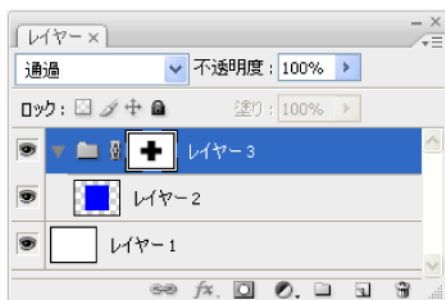 レイヤー ×
通過 不透明度: 100%
ロック: 塗り: 100%
レイヤー 3
レイヤー 2
レイヤー 1
fx.